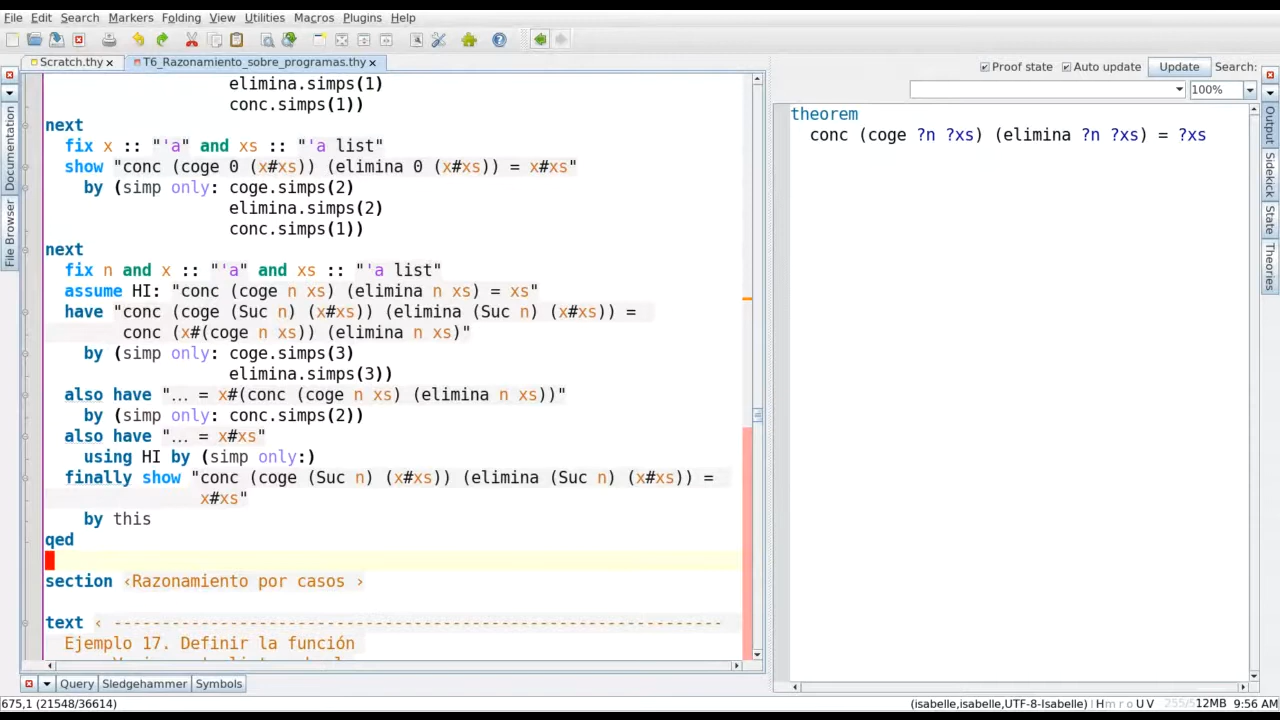 File Edit Search Markers Folding View Utilities Macros Plugins Help
Scratch.thy
T6_Razonamiento_sobre_programas.thy
Documentation
File Browser
elimina.simps(1)
conc.simps(1))
next
fix x :: "'a" and xs :: "'a list"
show "conc (coge 0 (x#xs)) (elimina 0 (x#xs)) = x#xs"
by (simp only: coge.simps(2)
elimina.simps(2)
conc.simps(1))
next
fix n and x :: "'a" and xs :: "'a list"
assume HI: "conc (coge n xs) (elimina n xs) = xs"
have "conc (coge (Suc n) (x#xs)) (elimina (Suc n) (x#xs)) =
conc (x#(coge n xs)) (elimina n xs)"
by (simp only: coge.simps(3)
elimina.simps(3))
also have "… = x#(conc (coge n xs) (elimina n xs))"
by (simp only: conc.simps(2))
also have "… = x#xs"
using HI by (simp only:)
finally show "conc (coge (Suc n) (x#xs)) (elimina (Suc n) (x#xs)) =
x#xs"
by this
qed
section ‹Razonamiento por casos ›
text ‹ ---------------------------------------------------------------
Ejemplo 17. Definir la función
Proof state Auto update Update Search:
100%
theorem
conc (coge ?n ?xs) (elimina ?n ?xs) = ?xs
Output
Sidekick
State
Theories
Query Sledgehammer Symbols
675,1 (21548/36614)
(isabelle,isabelle,UTF-8-Isabelle) | H m r o U V 255/512MB 9:56 AM